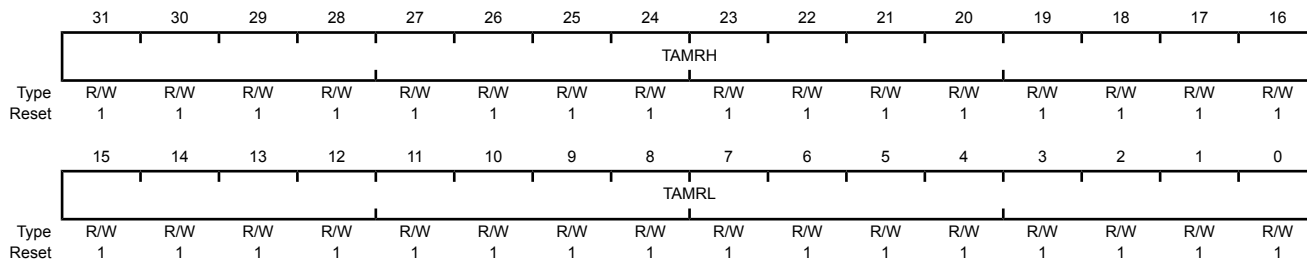 31 30 29 28 27 26 25 24 23 22 21 20 19 18 17 16
TAMRH
Type R/W R/W R/W R/W R/W R/W R/W R/W R/W R/W R/W R/W R/W R/W R/W R/W
Reset 1 1 1 1 1 1 1 1 1 1 1 1 1 1 1 1
15 14 13 12 11 10 9 8 7 6 5 4 3 2 1 0
TAMRL
Type R/W R/W R/W R/W R/W R/W R/W R/W R/W R/W R/W R/W R/W R/W R/W R/W
Reset 1 1 1 1 1 1 1 1 1 1 1 1 1 1 1 1